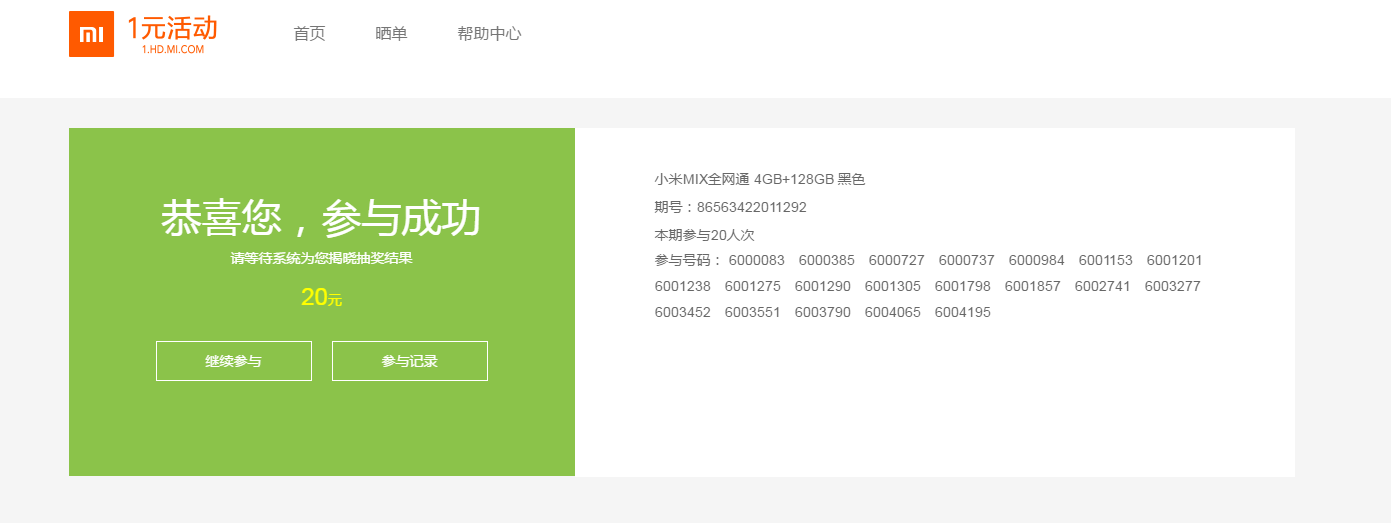 mi 1元活动
1.HD.MI.COM
首页 晒单 帮助中心
恭喜您，参与成功
请等待系统为您揭晓抽奖结果
20元
继续参与 参与记录
小米MIX全网通 4GB+128GB 黑色
期号：86563422011292
本期参与20人次
参与号码： 6000083 6000385 6000727 6000737 6000984 6001153 6001201
6001238 6001275 6001290 6001305 6001798 6001857 6002741 6003277
6003452 6003551 6003790 6004065 6004195